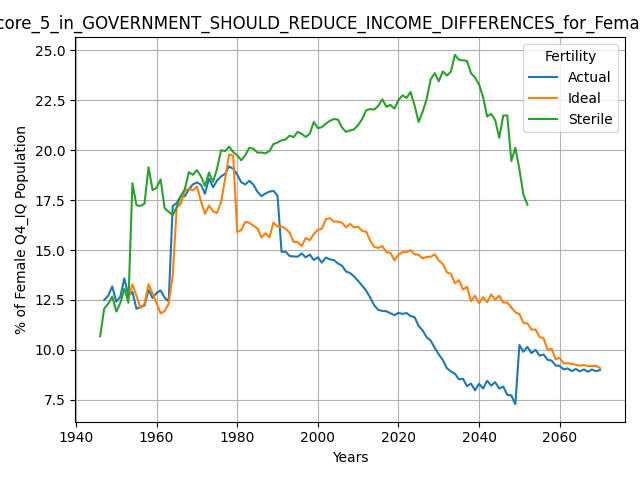 core_5_in_GOVERNMENT_SHOULD_REDUCE_INCOME_DIFFERENCES_for_Fema
Fertility
Actual
Ideal
Sterile
% of Female Q4_IQ Population
25.0
22.5
20.0
17.5
15.0
12.5
10.0
7.5
1940 1960 1980 2000 2020 2040 2060
Years